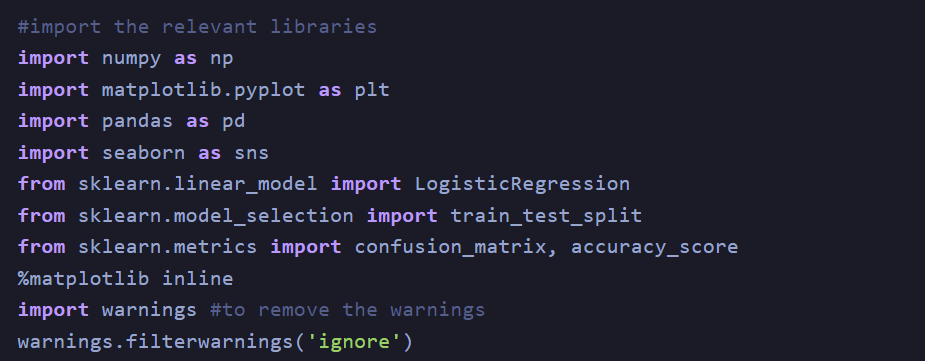 #import the relevant libraries
import numpy as np
import matplotlib.pyplot as plt
import pandas as pd
import seaborn as sns
from sklearn.linear_model import LogisticRegression
from sklearn.model_selection import train_test_split
from sklearn.metrics import confusion_matrix, accuracy_score
%matplotlib inline
import warnings #to remove the warnings
warnings.filterwarnings('ignore')